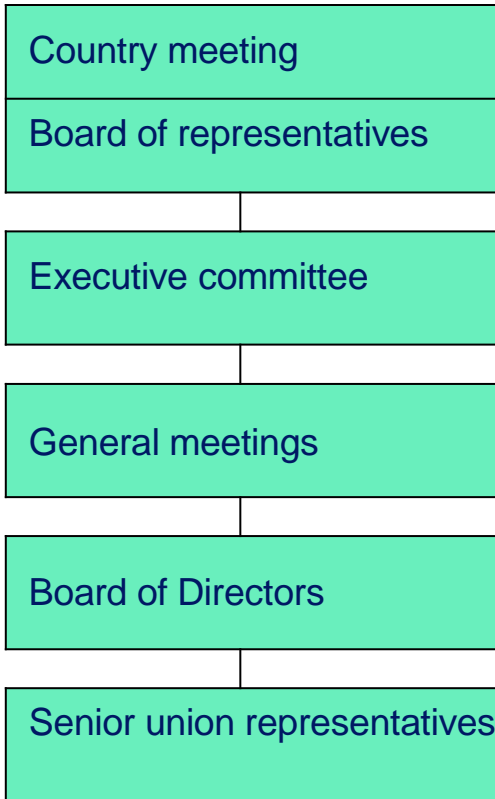 Country meeting
Board of representatives
Executive committee
General meetings
Board of Directors
Senior union representatives